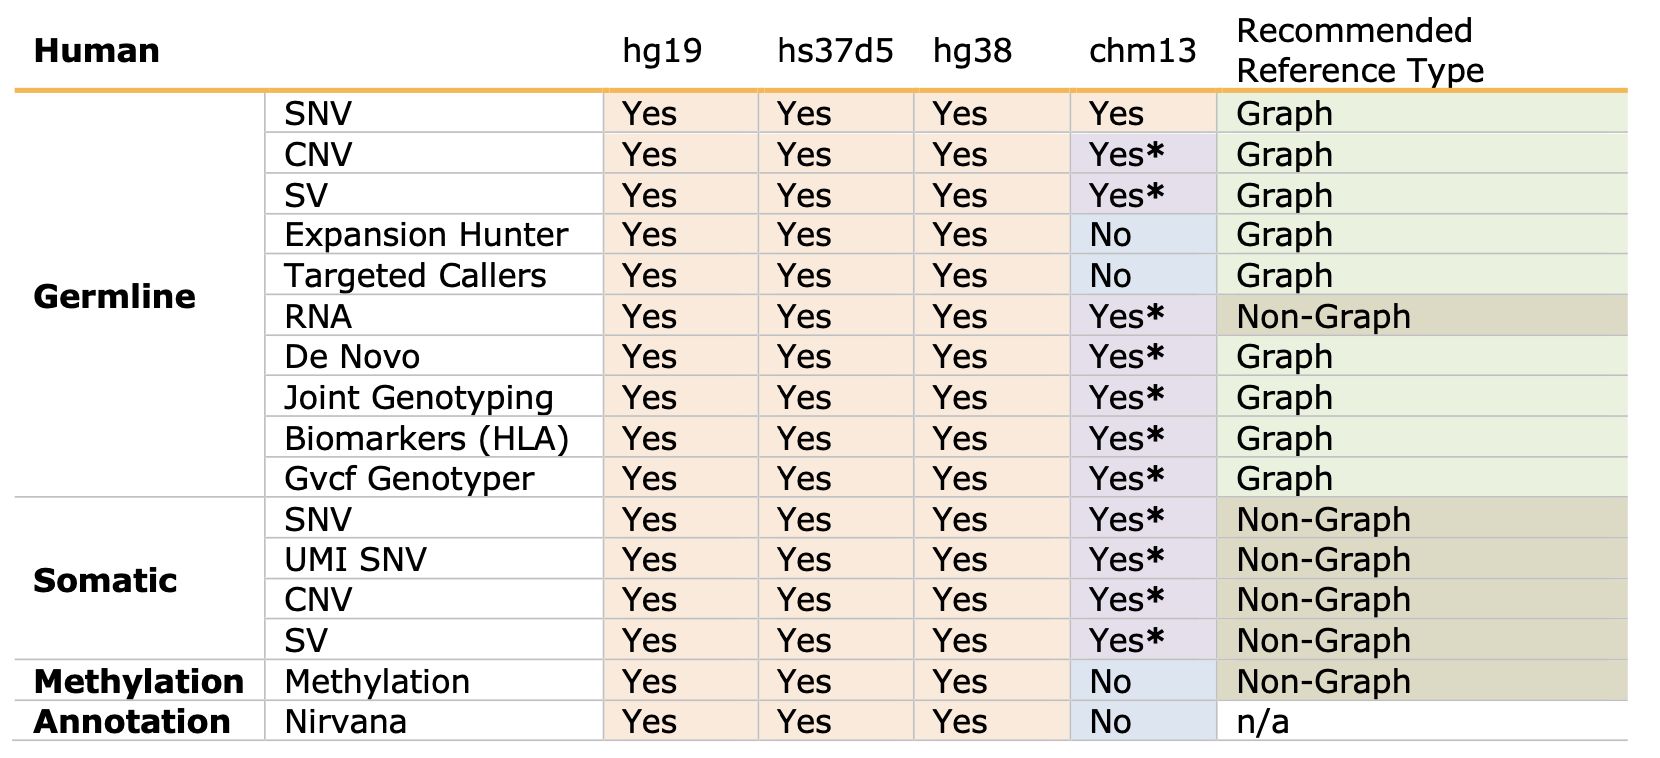 Human hg19 hs37d5 hg38 chm13 Recommended
Reference Type
SNV Yes Yes Yes Yes Graph
CNV Yes Yes Yes Yes* Graph
SV Yes Yes Yes Yes* Graph
Expansion Hunter Yes Yes Yes No Graph
Germline Targeted Callers Yes Yes Yes No Graph
RNA Yes Yes Yes Yes* Non-Graph
De Novo Yes Yes Yes Yes* Graph
Joint Genotyping Yes Yes Yes Yes* Graph
Biomarkers (HLA) Yes Yes Yes Yes* Graph
Gvcf Genotyper Yes Yes Yes Yes* Graph
SNV Yes Yes Yes Yes* Non-Graph
Somatic UMI SNV Yes Yes Yes Yes* Non-Graph
CNV Yes Yes Yes Yes* Non-Graph
SV Yes Yes Yes Yes* Non-Graph
Methylation Methylation Yes Yes Yes No Non-Graph
Annotation Nirvana Yes Yes Yes No n/a